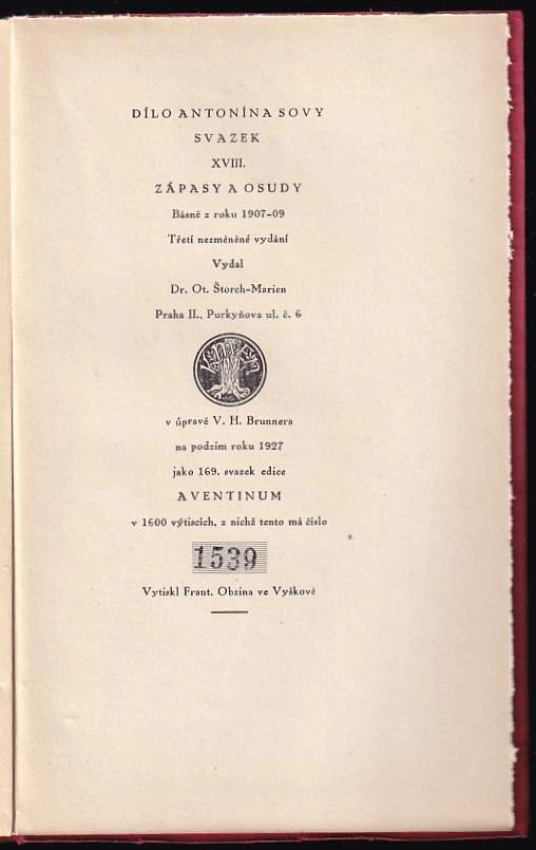 DÍLO ANTONÍNA SOVY
SVAZEK
XVIII.
ZÁPASY A OSUDY
Básně z roku 1907-09
Třetí nezměněné vydání
Vydal
Dr. Ot. Štorch-Marien
Praha II., Purkyňova ul. č. 6
v úpravě V. H. Brunnera
na podzim roku 1927
jako 169. svazek edice
AVENTINUM
v 1600 výtiscích, z nichž tento má číslo
1539
Vytiskl Frant. Obzina ve Vyškově